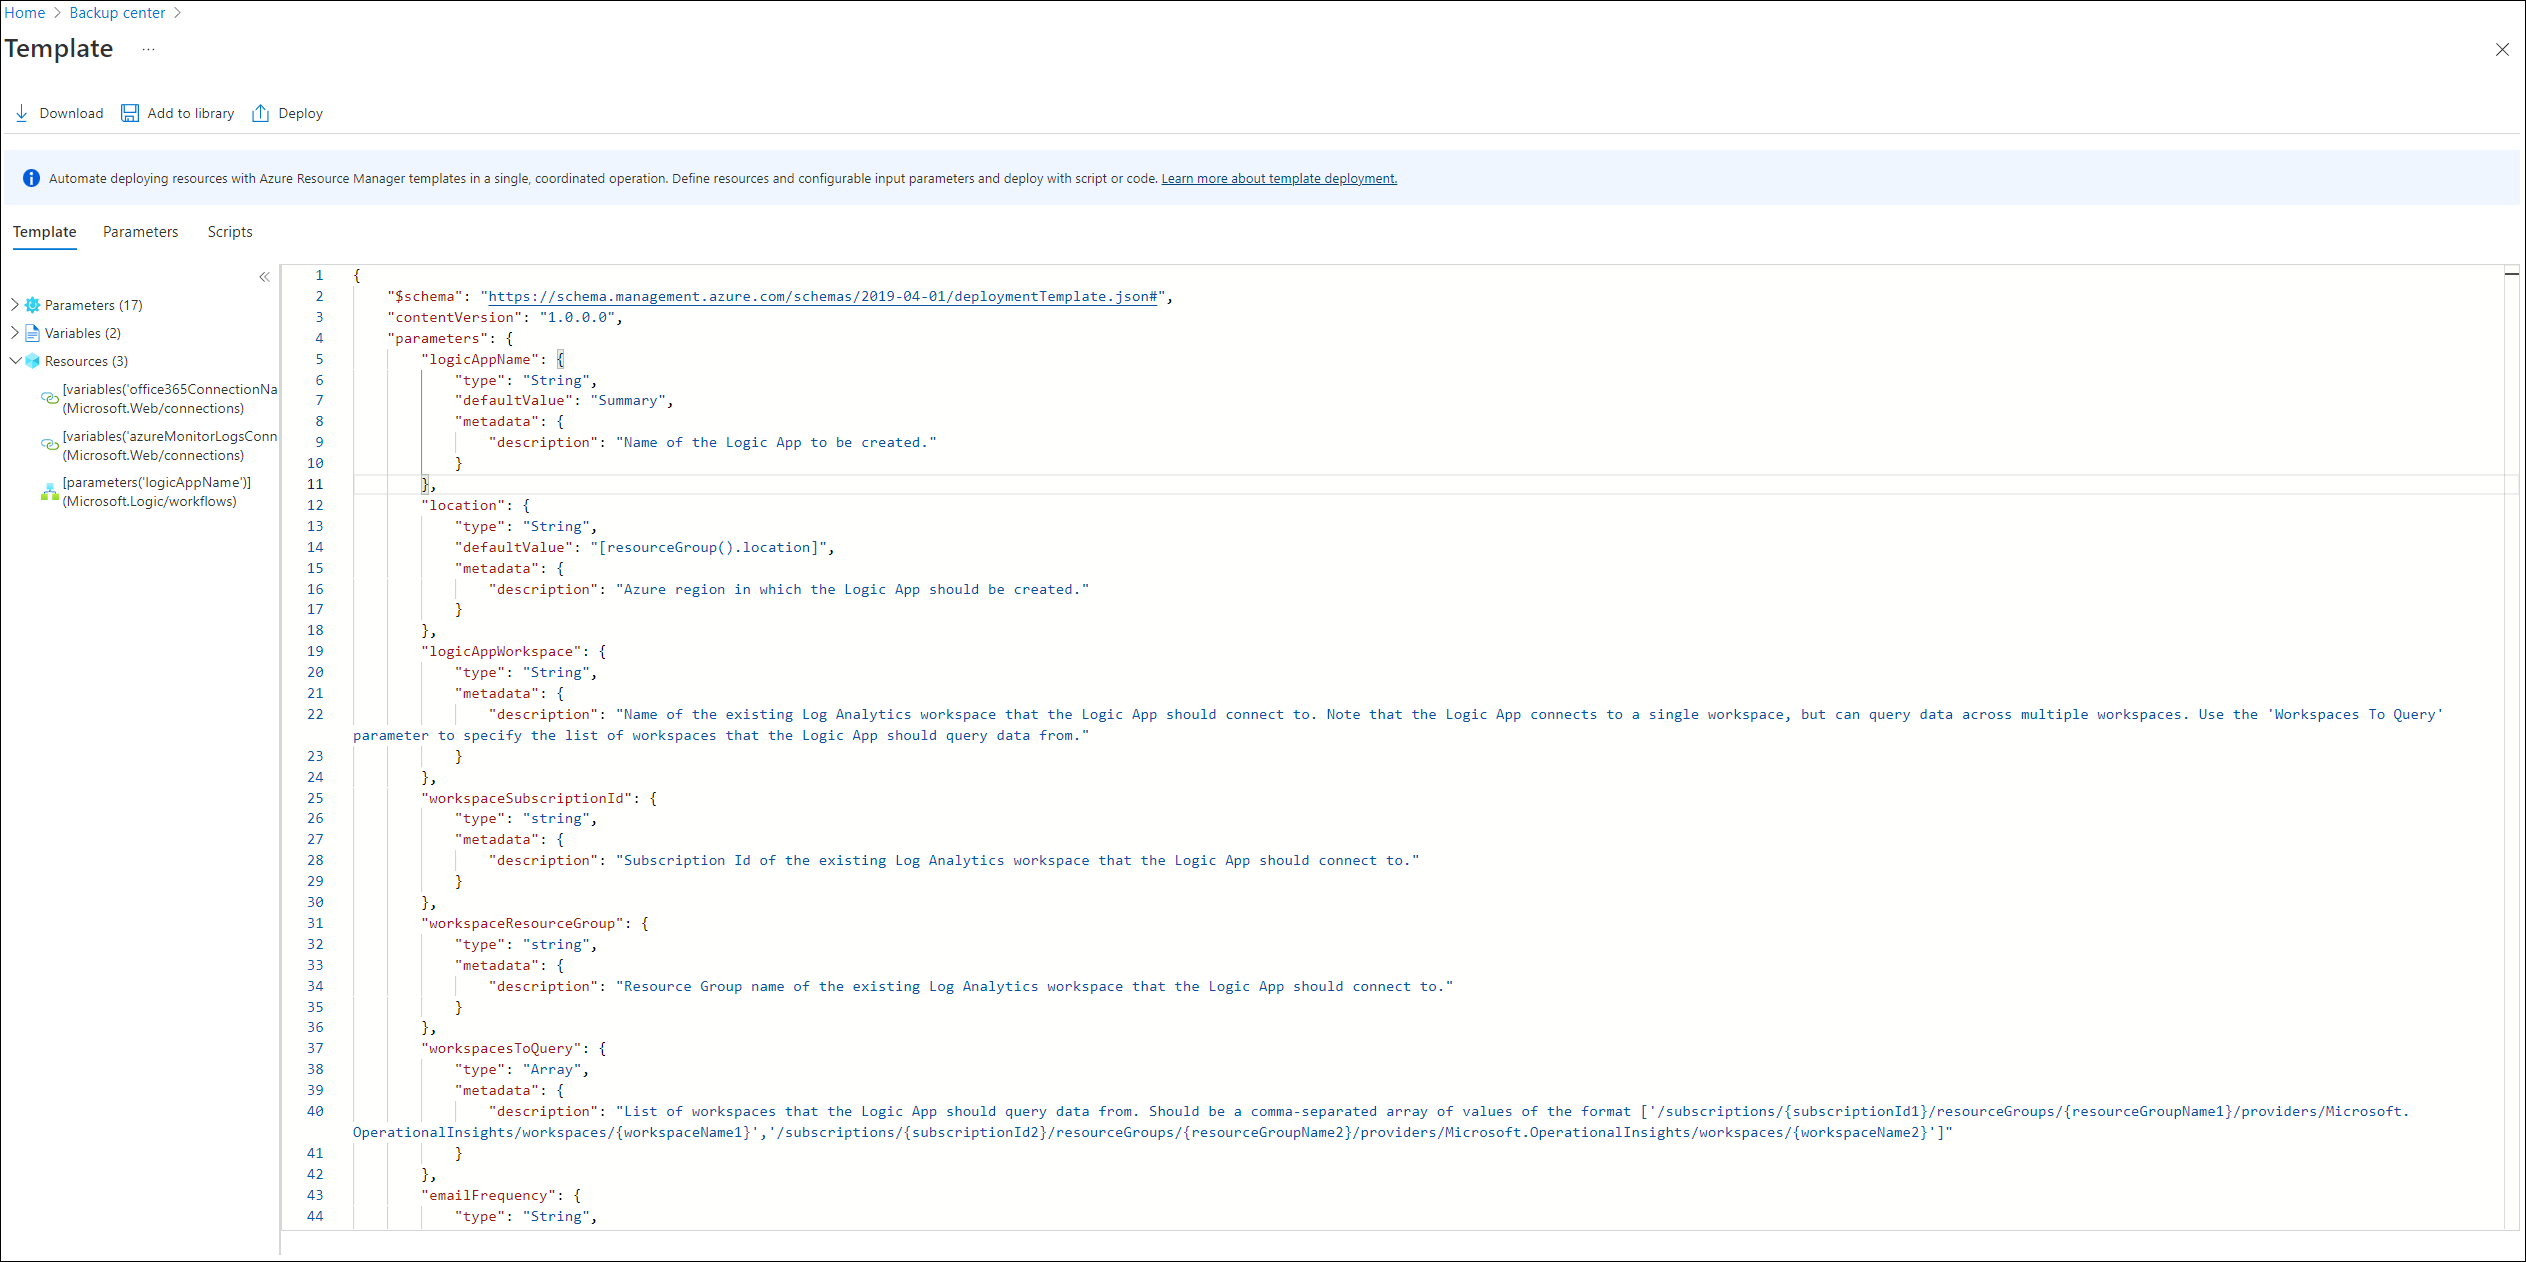 Home > Backup center >
Template ...
Download Add to library Deploy
Automate deploying resources with Azure Resource Manager templates in a single, coordinated operation. Define resources and configurable input parameters and deploy with script or code. Learn more about template deployment.
Template Parameters Scripts
Parameters (17)
Variables (2)
Resources (3)
[variables('office365ConnectionNa
(Microsoft.Web/connections)
[variables('azureMonitorLogsConn
(Microsoft.Web/connections)
[parameters('logicAppName')]
(Microsoft.Logic/workflows)
1 {
2 "$schema": "https://schema.management.azure.com/schemas/2019-04-01/deploymentTemplate.json#",
3 "contentVersion": "1.0.0.0",
4 "parameters": {
5 "logicAppName": {
6 "type": "String",
7 "defaultValue": "Summary",
8 "metadata": {
9 "description": "Name of the Logic App to be created."
10 }
11 },
12 "location": {
13 "type": "String",
14 "defaultValue": "[resourceGroup().location]",
15 "metadata": {
16 "description": "Azure region in which the Logic App should be created."
17 }
18 },
19 "logicAppWorkspace": {
20 "type": "String",
21 "metadata": {
22 "description": "Name of the existing Log Analytics workspace that the Logic App should connect to. Note that the Logic App connects to a single workspace, but can query data across multiple workspaces. Use the 'Workspaces To Query'
parameter to specify the list of workspaces that the Logic App should query data from."
23 }
24 },
25 "workspaceSubscriptionId": {
26 "type": "string",
27 "metadata": {
28 "description": "Subscription Id of the existing Log Analytics workspace that the Logic App should connect to."
29 }
30 },
31 "workspaceResourceGroup": {
32 "type": "string",
33 "metadata": {
34 "description": "Resource Group name of the existing Log Analytics workspace that the Logic App should connect to."
35 }
36 },
37 "workspacesToQuery": {
38 "type": "Array",
39 "metadata": {
40 "description": "List of workspaces that the Logic App should query data from. Should be a comma-separated array of values of the format ['/subscriptions/{subscriptionId1}/resourceGroups/{resourceGroupName1}/providers/Microsoft.
OperationalInsights/workspaces/{workspaceName1}','/subscriptions/{subscriptionId2}/resourceGroups/{resourceGroupName2}/providers/Microsoft.OperationalInsights/workspaces/{workspaceName2}']"
41 }
42 },
43 "emailFrequency": {
44 "type": "String",